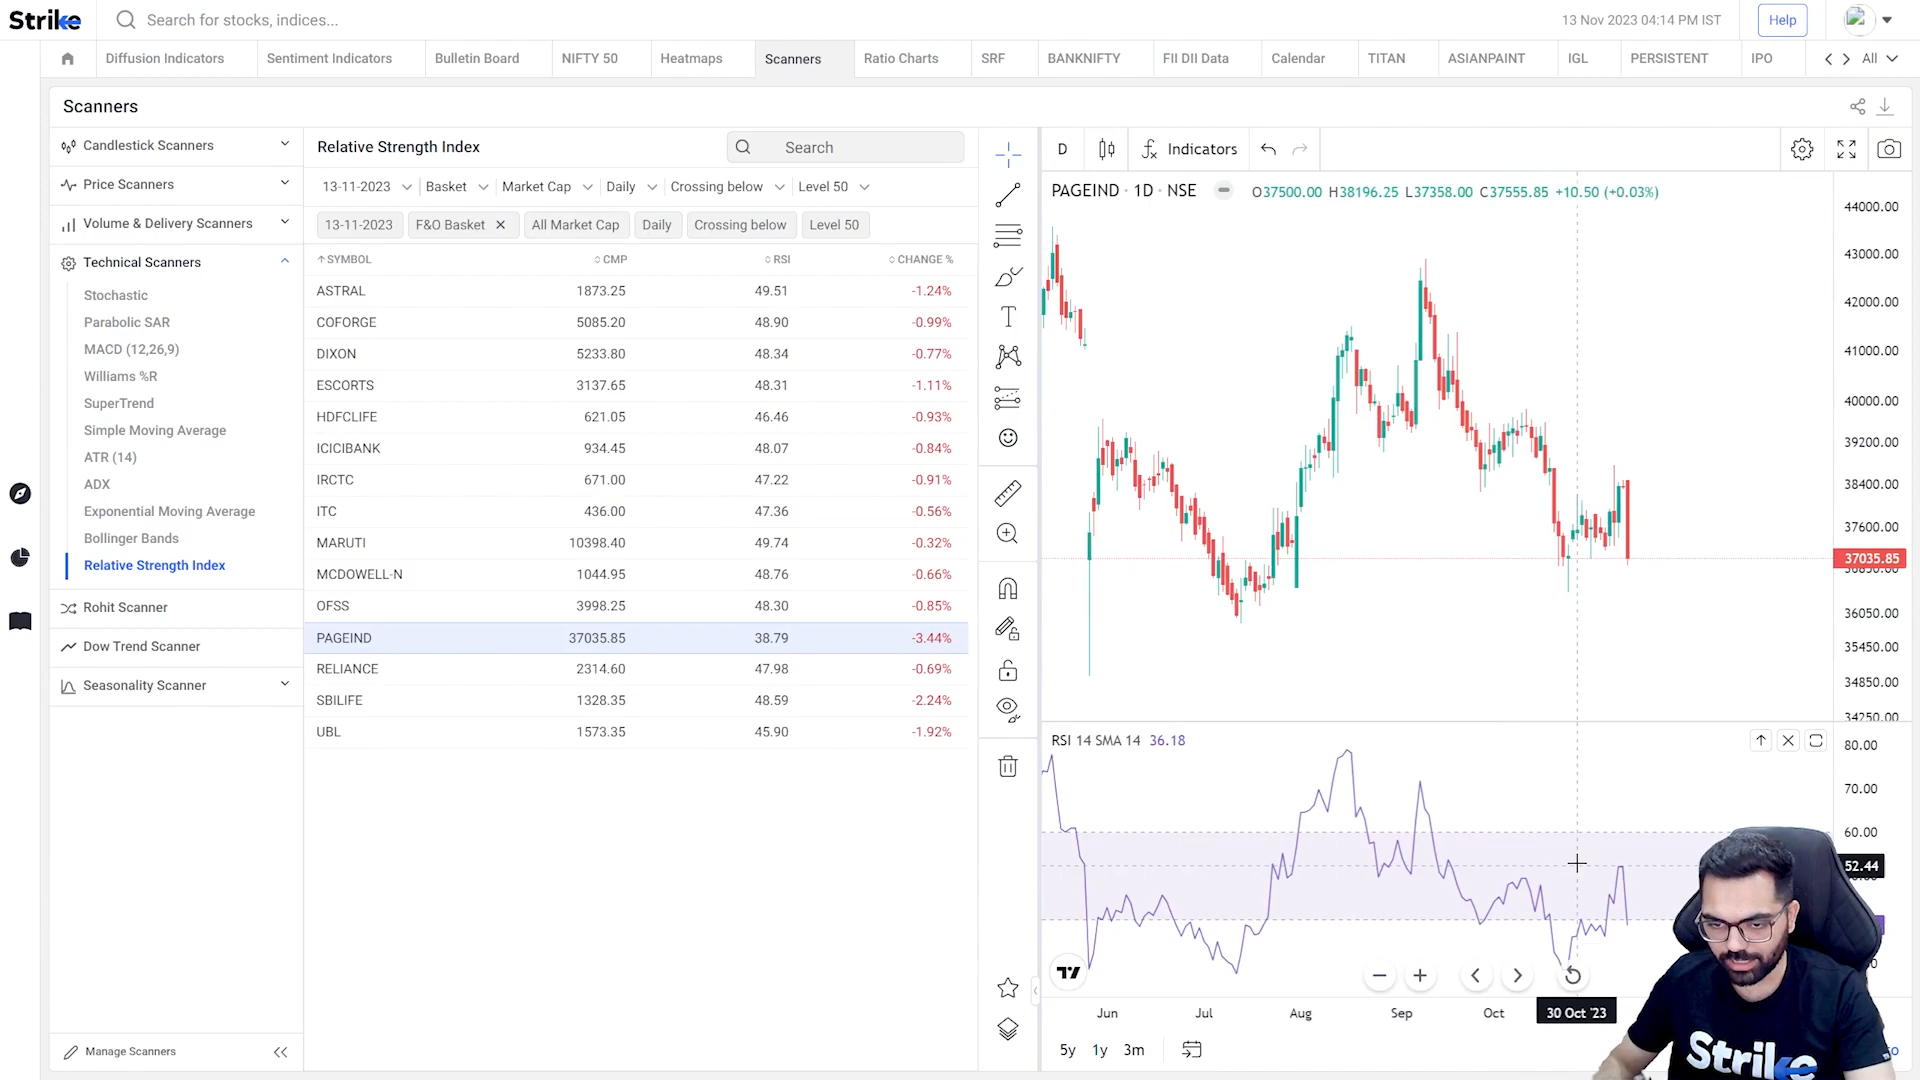 Strike
Search for stocks, indices...
13 Nov 2023 04:14 PM IST
Help
Diffusion Indicators
Sentiment Indicators
Bulletin Board
NIFTY 50
Heatmaps
Scanners
Ratio Charts
SRF
BANKNIFTY
FII DII Data
Calendar
TITAN
ASIANPAINT
IGL
PERSISTENT
IPO
All
Scanners
Candlestick Scanners
Price Scanners
Volume & Delivery Scanners
Technical Scanners
Stochastic
Parabolic SAR
MACD (12,26,9)
Williams %R
SuperTrend
Simple Moving Average
ATR (14)
ADX
Exponential Moving Average
Bollinger Bands
Relative Strength Index
Rohit Scanner
Dow Trend Scanner
Seasonality Scanner
Manage Scanners
Relative Strength Index
Search
13-11-2023 Basket Market Cap Daily Crossing below Level 50
13-11-2023 F&O Basket All Market Cap Daily Crossing below Level 50
SYMBOL CMP RSI CHANGE %
ASTRAL 1873.25 49.51 -1.24%
COFORGE 5085.20 48.90 -0.99%
DIXON 5233.80 48.34 -0.77%
ESCORTS 3137.65 48.31 -1.11%
HDFCLIFE 621.05 46.46 -0.93%
ICICIBANK 934.45 48.07 -0.84%
IRCTC 671.00 47.22 -0.91%
ITC 436.00 47.36 -0.56%
MARUTI 10398.40 49.74 -0.32%
MCDOWELL-N 1044.95 48.76 -0.66%
OFSS 3998.25 48.30 -0.85%
PAGEIND 37035.85 38.79 -3.44%
RELIANCE 2314.60 47.98 -0.69%
SBILIFE 1328.35 48.59 -2.24%
UBL 1573.35 45.90 -1.92%
D
Indicators
PAGEIND · 1D · NSE
O37500.00 H38196.25 L37358.00 C37555.85 +10.50 (+0.03%)
44000.00
43000.00
42000.00
41000.00
40000.00
39200.00
38400.00
37600.00
37035.85
36050.00
35450.00
34850.00
34250.00
RSI 14 SMA 14 36.18
80.00
70.00
60.00
52.44
Jun
Jul
Aug
Sep
Oct
30 Oct '23
5y
1y
3m
Strike